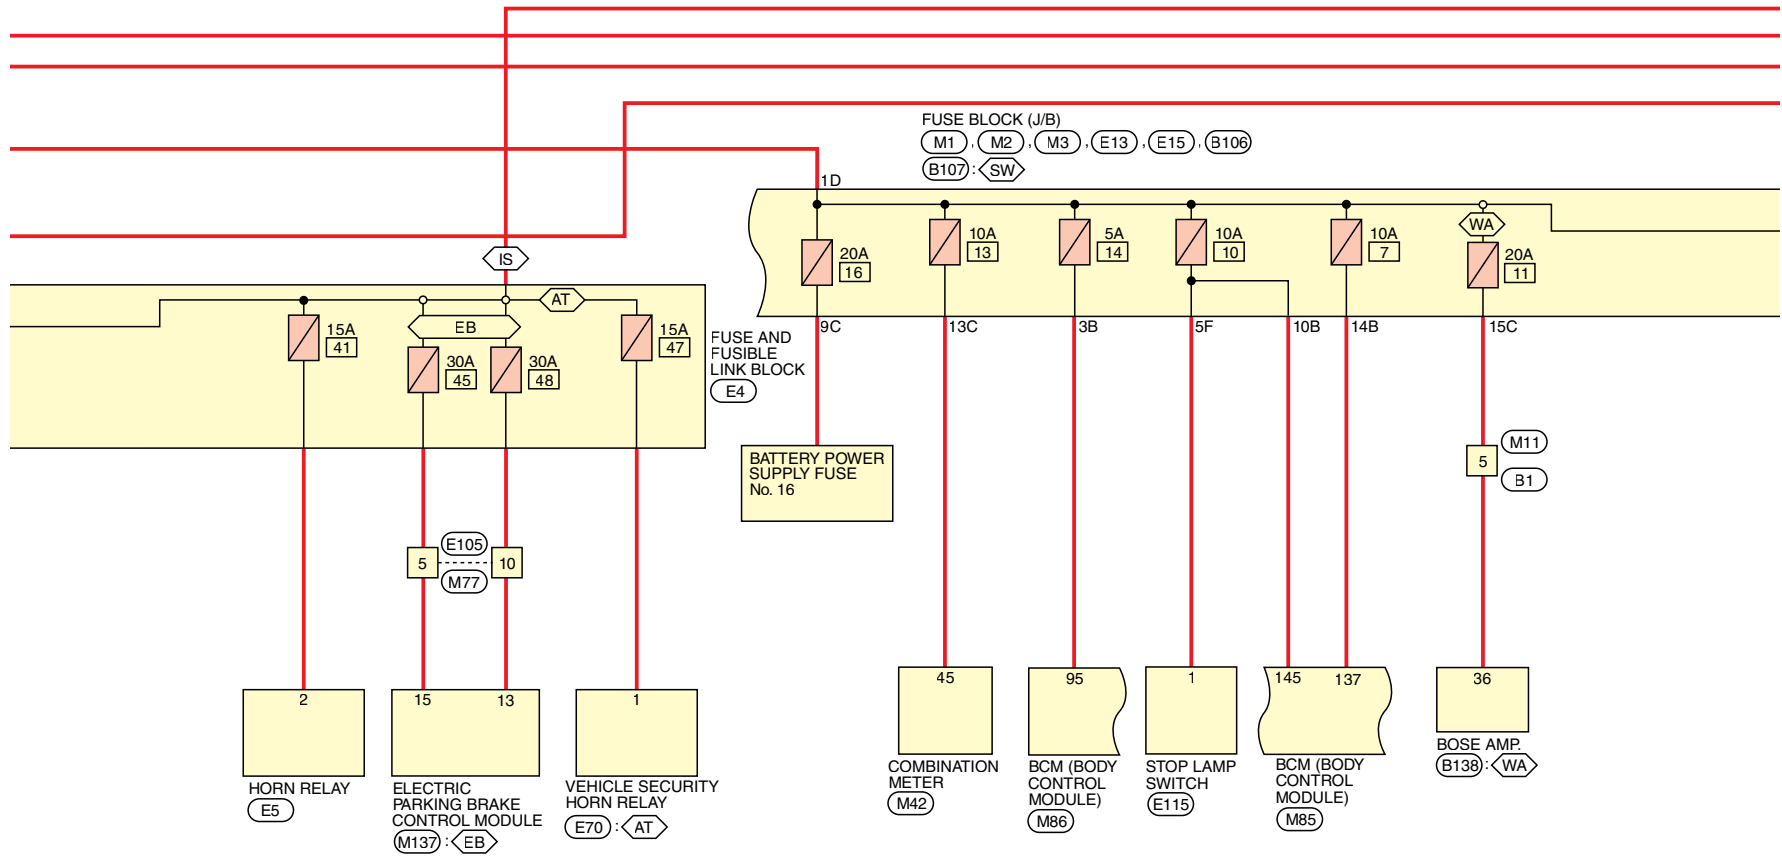 FUSE BLOCK (J/B)
M1 , M2 , M3 , E13 , E15 , B106
B107 : SW
1D
IS
AT
EB
15A
41
30A
45
30A
48
15A
47
FUSE AND
FUSIBLE
LINK BLOCK
E4
20A
16
10A
13
5A
14
10A
10
10A
7
WA
20A
11
9C
13C
3B
5F
10B
14B
15C
BATTERY POWER
SUPPLY FUSE
No. 16
M11
5
B1
E105
5
10
M77
2
HORN RELAY
E5
15 13
ELECTRIC
PARKING BRAKE
CONTROL MODULE
M137 : EB
1
VEHICLE SECURITY
HORN RELAY
E70 : AT
45
COMBINATION
METER
M42
95
BCM (BODY
CONTROL
MODULE)
M86
1
STOP LAMP
SWITCH
E115
145 137
BCM (BODY
CONTROL
MODULE)
M85
36
BOSE AMP.
B138 : WA